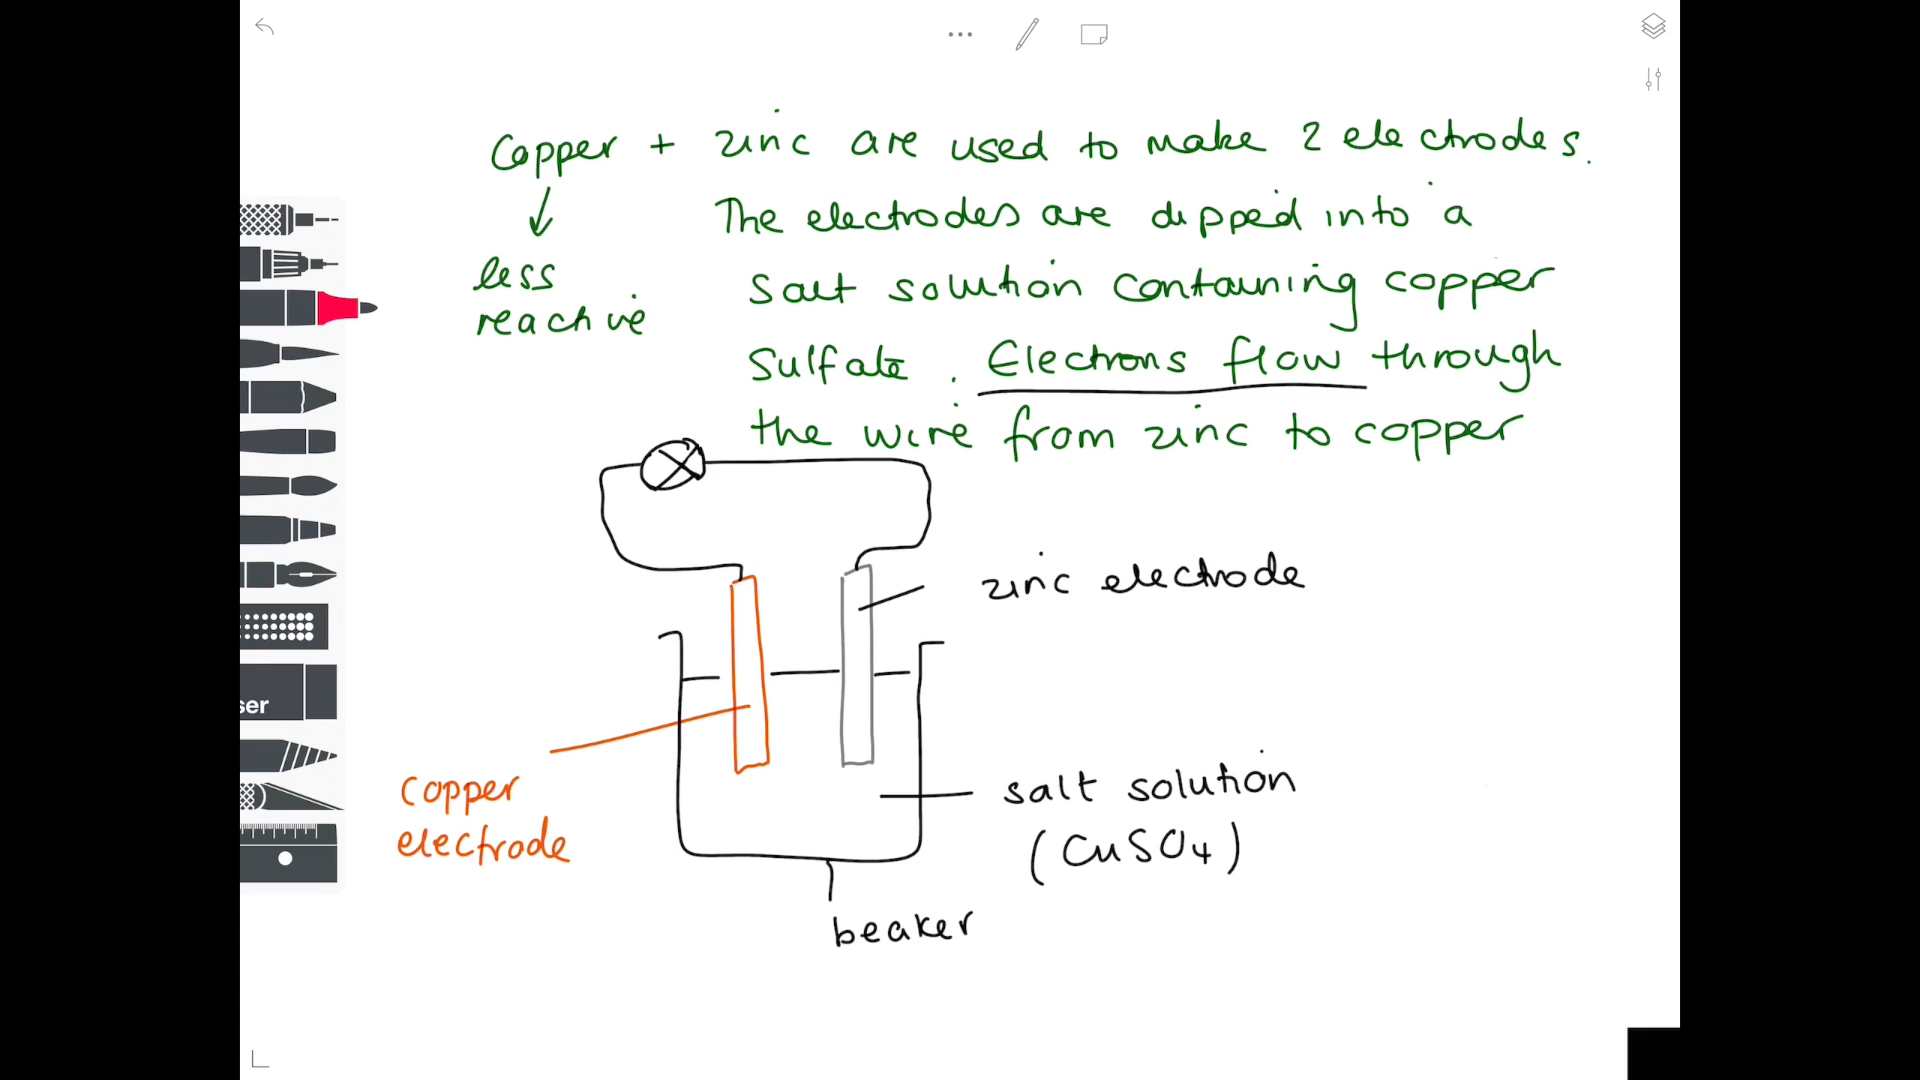 Copper + zinc are used to make 2 electrodes.
The electrodes are dipped into a
less
salt solution containing copper
reactive
sulfate. Electrons flow through
the wire from zinc to copper
zinc electrode
ser
copper
electrode
salt solution
(CuSO4)
beaker